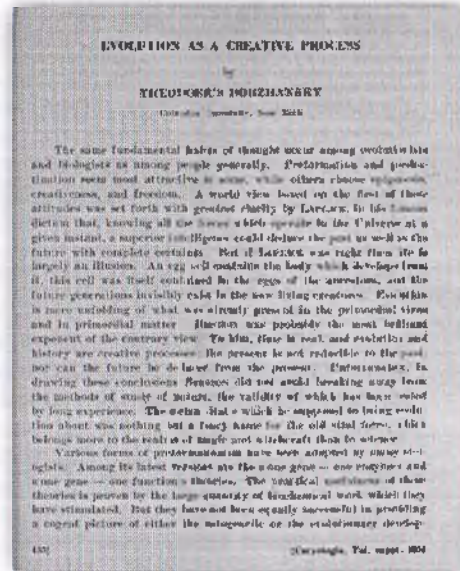 EVOLUTION AS A CREATIVE PROCESS
by
THEODOSIUS DOBZHANSKY
Columbia University, New York
The same fundamental habits of thought occur among evolutionists
and biologists as among people generally. Preformation and predes-
tination seem most attractive to some, while others choose epigenesis,
creativeness, and freedom. A world view based on the first of these
attitudes was set forth with greatest clarity by LAPLACE, in his famous
dictum that, knowing all the forces which operate in the Universe at a
given instant, a superior intelligence could deduce the past as well as the
future with complete certainty. But if LAPLACE was right then life is
largely an illusion. An egg cell contains the body which develops from
it, this cell was itself contained in the eggs of the ancestors, and the
future generations invisibly exist in the now living creatures. Evolution
is mere unfolding of what was already present in the primordial virus
and in primordial matter. was probably the most brilliant
exponent of the contrary view. To him, time is real, and evolution and
history are creative processes; the present is not reducible to the past
nor can the future be deduced from the present. Unfortunately, in
drawing these conclusions did not avoid breaking away from
the methods of study of nature, the validity of which has been tested
by long experience. The which he supposed to bring evolu-
tion about was nothing but a fancy name for the old vital force, which
belongs more to the realm of magic and witchcraft than to science.
Various forms of preformationism have been adopted by many biol-
ogists. Among its latest versions are the « one gene — one enzyme » and
« one gene — one function » theories. The practical usefulness of these
theories is proven by the large quantity of biochemical work which they
have stimulated. But they have not been equally successful in providing
a cogent picture of either the ontogenetic or the evolutionary develop-
Caryologia, Vol. suppl. 1954